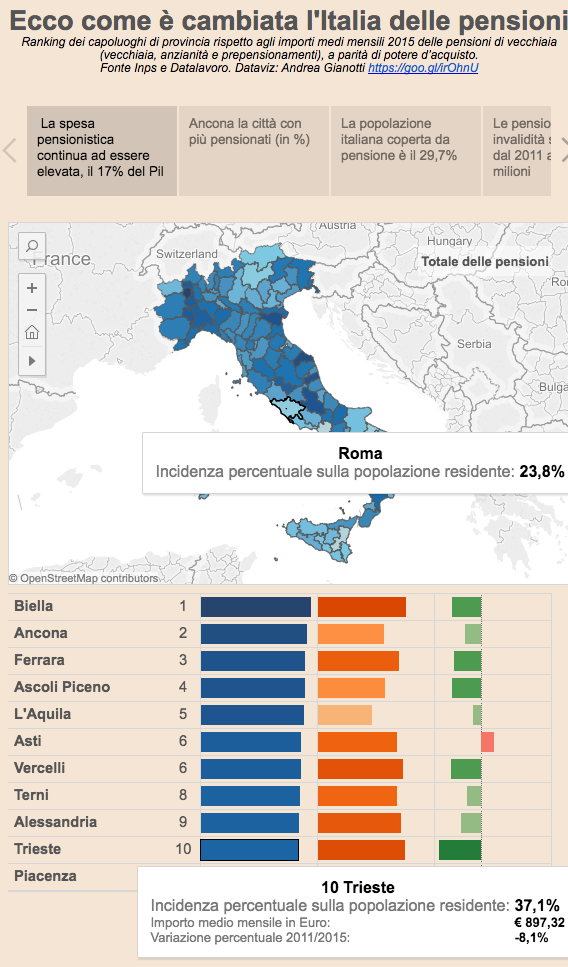 Ecco come è cambiata l'Italia delle pensioni
Ranking dei capoluoghi di provincia rispetto agli importi medi mensili 2015 delle pensioni di vecchiaia
(vecchiaia, anzianità e prepensionamenti), a parità di potere d'acquisto.
Fonte Inps e Datalavoro. Dataviz: Andrea Gianotti https://goo.gl/irOhnU
La spesa
pensionistica
continua ad essere
elevata, il 17% del Pil
Ancona la città con
più pensionati (in %)
La popolazione
italiana coperta da
pensione è il 29,7%
Le pensio
invalidità s
dal 2011 a
milioni
Austria
Hungary
Switzerland
France
Totale delle pensioni
Ro
Serbia
Bulga
Roma
Incidenza percentuale sulla popolazione residente: 23,8%
© OpenStreetMap contributors
Biella 1
Ancona 2
Ferrara 3
Ascoli Piceno 4
L'Aquila 5
Asti 6
Vercelli 6
Terni 8
Alessandria 9
Trieste 10
Piacenza
10 Trieste
Incidenza percentuale sulla popolazione residente: 37,1%
Importo medio mensile in Euro: € 897,32
Variazione percentuale 2011/2015: -8,1%